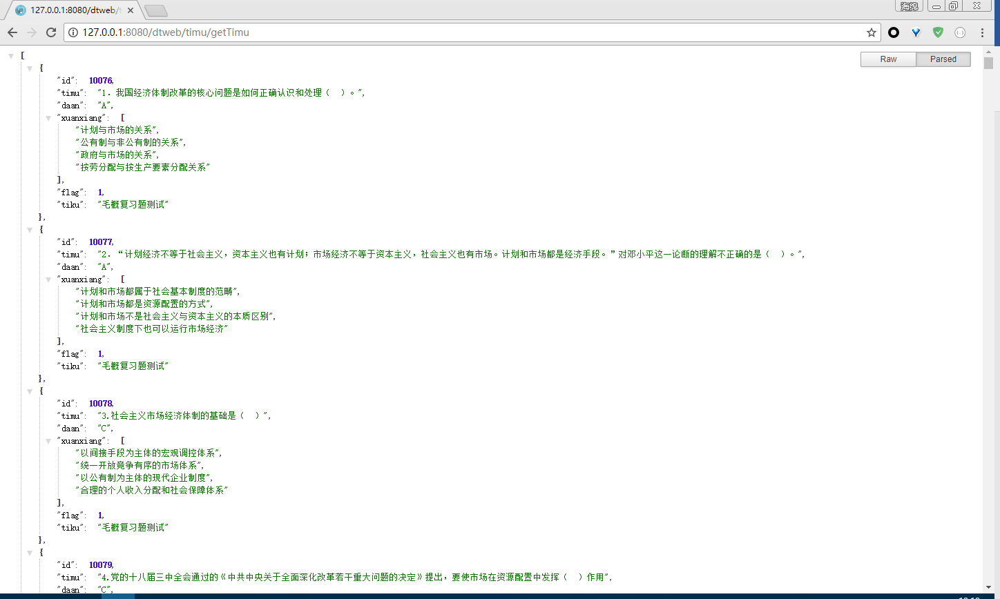 127.0.0.1:8080/dtweb/t
海绵
127.0.0.1:8080/dtweb/timu/getTimu
Raw
Parsed
[
{
"id": 10076,
"timu": "1. 我国经济体制改革的核心问题是如何正确认识和处理（ ）。",
"daan": "A",
"xuanxiang": [
"计划与市场的关系",
"公有制与非公有制的关系",
"政府与市场的关系",
"按劳分配与按生产要素分配关系"
],
"flag": 1,
"tiku": "毛概复习题测试"
},
{
"id": 10077,
"timu": "2. “计划经济不等于社会主义，资本主义也有计划；市场经济不等于资本主义，社会主义也有市场。计划和市场都是经济手段。”对邓小平这一论断的理解不正确的是（ ）。",
"daan": "A",
"xuanxiang": [
"计划和市场都属于社会基本制度的范畴",
"计划和市场都是资源配置的方式",
"计划和市场不是社会主义与资本主义的本质区别",
"社会主义制度下也可以运行市场经济"
],
"flag": 1,
"tiku": "毛概复习题测试"
},
{
"id": 10078,
"timu": "3.社会主义市场经济体制的基础是（ ）",
"daan": "C",
"xuanxiang": [
"以间接手段为主体的宏观调控体系",
"统一开放竞争有序的市场体系",
"以公有制为主体的现代企业制度",
"合理的个人收入分配和社会保障体系"
],
"flag": 1,
"tiku": "毛概复习题测试"
},
{
"id": 10079,
"timu": "4.党的十八届三中全会通过的《中共中央关于全面深化改革若干重大问题的决定》提出，要使市场在资源配置中发挥（ ）作用",
"daan": "C",